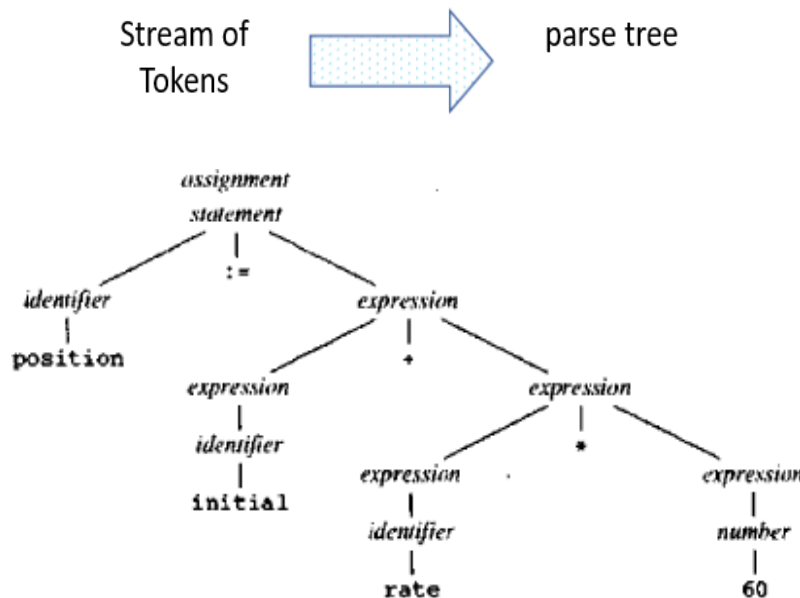 Stream of
Tokens
parse tree
assignment
statement
:=
identifier
expression
position
+
expression
expression
identifier
*
initial
expression
expression
identifier
number
rate
60